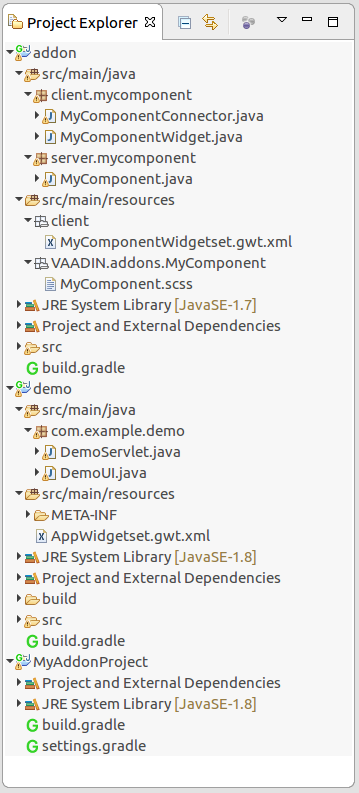 Project Explorer
addon
src/main/java
client.mycomponent
MyComponentConnector.java
MyComponentWidget.java
server.mycomponent
MyComponent.java
src/main/resources
client
MyComponentWidgetset.gwt.xml
VAADIN.addons.MyComponent
MyComponent.scss
JRE System Library [JavaSE-1.7]
Project and External Dependencies
src
build.gradle
demo
src/main/java
com.example.demo
DemoServlet.java
DemoUI.java
src/main/resources
META-INF
AppWidgetset.gwt.xml
JRE System Library [JavaSE-1.8]
Project and External Dependencies
build
src
build.gradle
MyAddonProject
Project and External Dependencies
JRE System Library [JavaSE-1.8]
build.gradle
settings.gradle